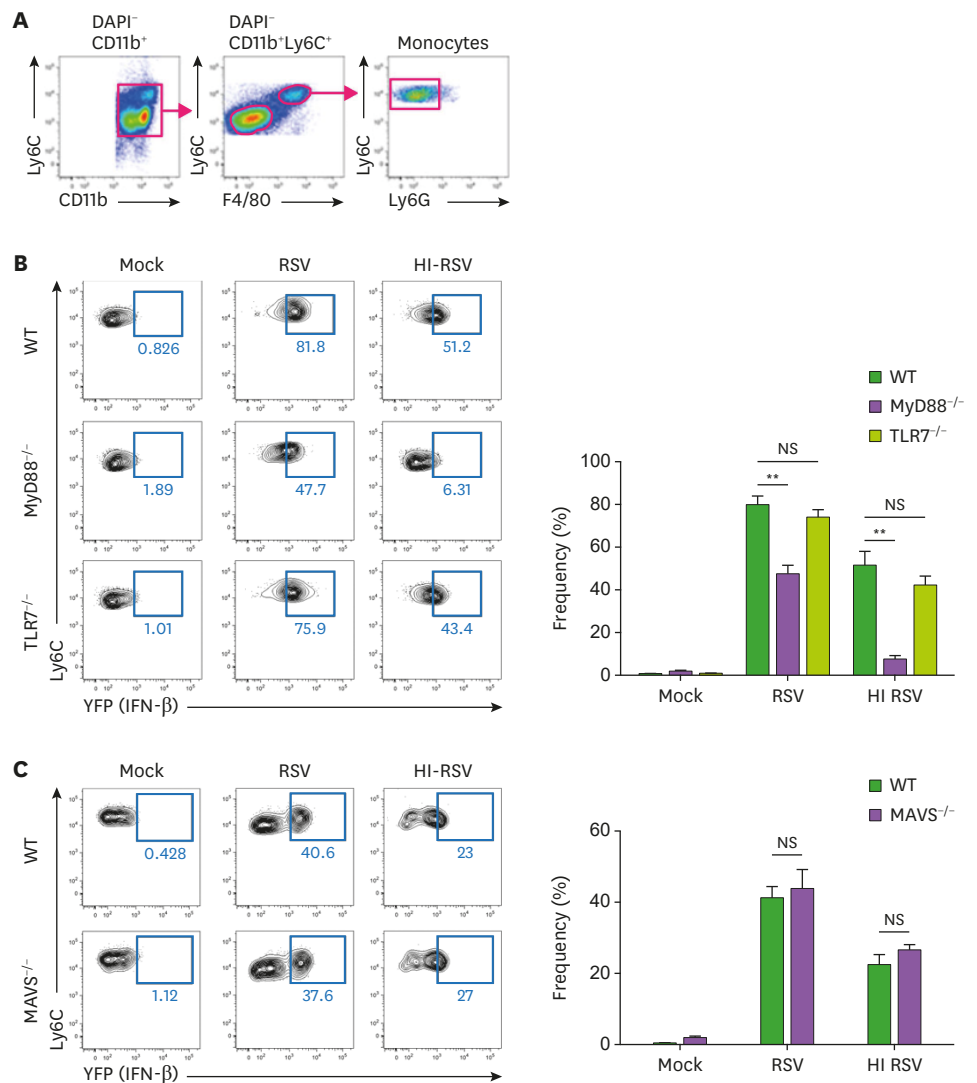 A
DAPI⁻
CD11b⁺
DAPI⁻
CD11b⁺Ly6C⁺
Monocytes
Ly6C
Ly6C
Ly6C
CD11b
F4/80
Ly6G
B
Mock
RSV
HI-RSV
WT
0.826
81.8
51.2
MyD88⁻/⁻
1.89
47.7
6.31
TLR7⁻/⁻
1.01
75.9
43.4
Ly6C
YFP (IFN-β)
WT
MyD88⁻/⁻
TLR7⁻/⁻
Frequency (%)
100
80
60
40
20
0
NS
**
NS
**
Mock
RSV
HI RSV
C
Mock
RSV
HI-RSV
WT
0.428
40.6
23
MAVS⁻/⁻
1.12
37.6
27
Ly6C
YFP (IFN-β)
WT
MAVS⁻/⁻
Frequency (%)
60
40
20
0
NS
NS
Mock
RSV
HI RSV